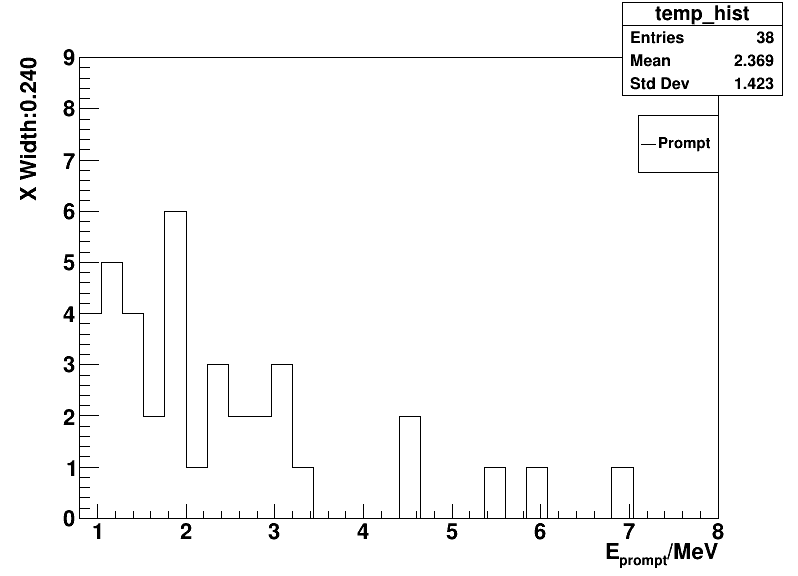 temp_hist
Entries 38
Mean 2.369
Std Dev 1.423
Prompt
X Width:0.240
9
8
7
6
5
4
3
2
1
0
1 2 3 4 5 6 7 8
E_prompt/MeV